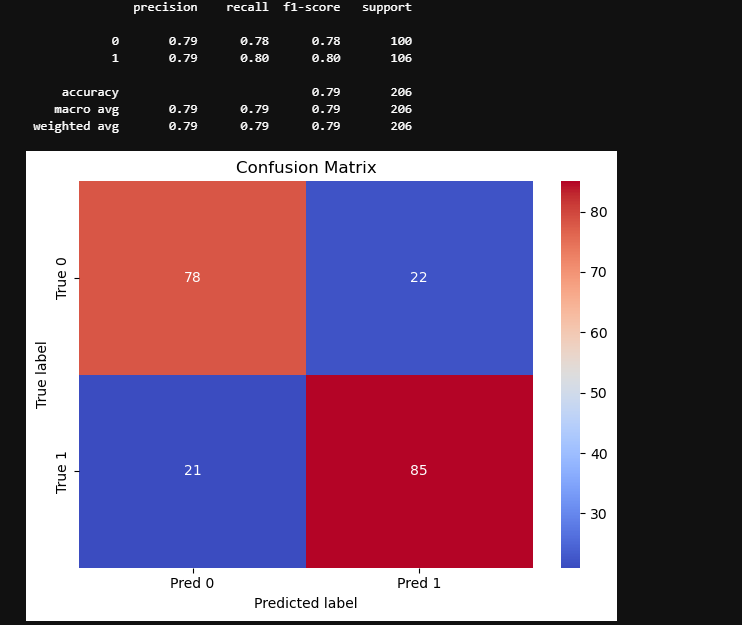 precision recall f1-score support
0 0.79 0.78 0.78 100
1 0.79 0.80 0.80 106
accuracy 0.79 206
macro avg 0.79 0.79 0.79 206
weighted avg 0.79 0.79 0.79 206
Confusion Matrix
True 0
78
22
80
70
60
50
40
30
True label
True 1
21
85
Pred 0
Pred 1
Predicted label